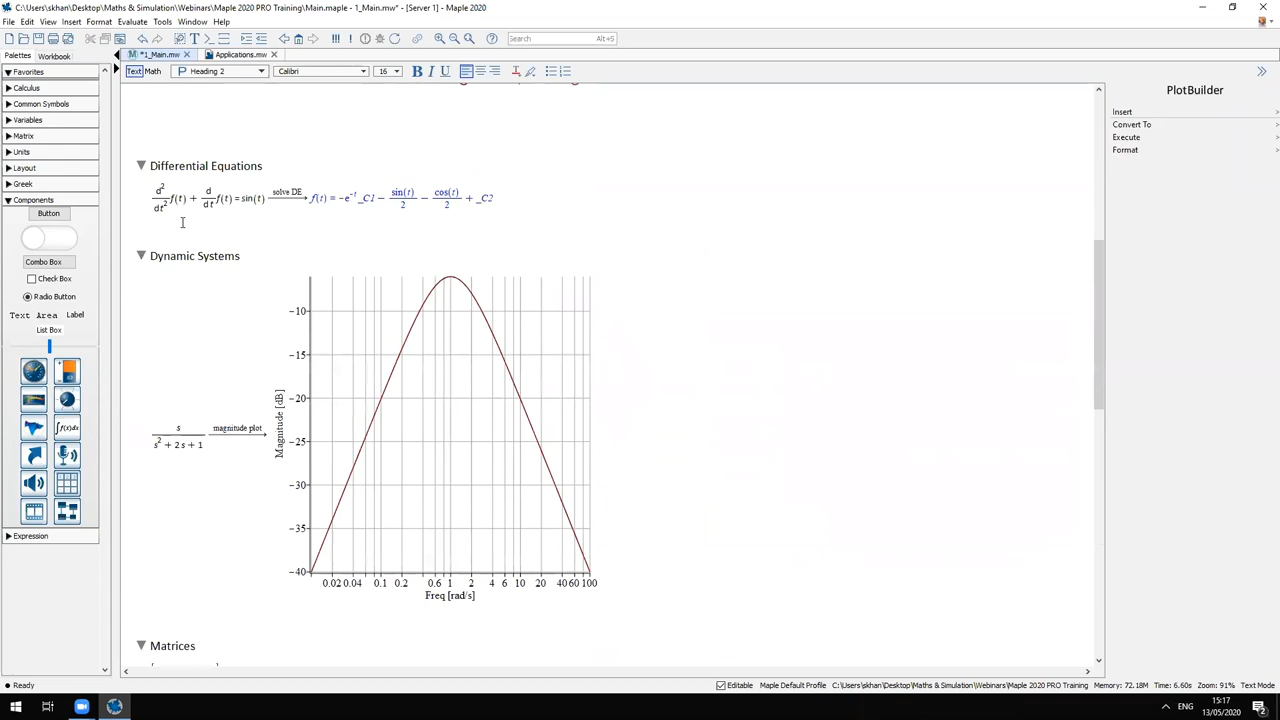 C:\Users\skhan\Desktop\Maths & Simulation\Webinars\Maple 2020 PRO Training\Main.maple - 1_Main.mw* - [Server 1] - Maple 2020
File Edit View Insert Format Evaluate Tools Window Help
Search Alt+S
Palettes Workbook
*1_Main.mw Applications.mw
Text Math P Heading 2 Calibri 16 B I U
Favorites
Calculus
Common Symbols
Variables
Matrix
Units
Layout
Greek
Components
Button
Combo Box
Check Box
Radio Button
Text Area Label
List Box
∫f(x)dx
Expression
Differential Equations
d²/dt² f(t) + d/dt f(t) = sin(t) solve DE f(t) = −e^−t _C1 − sin(t)/2 − cos(t)/2 + _C2
Dynamic Systems
s/(s² + 2 s + 1) magnitude plot
Magnitude [dB]
−10
−15
−20
−25
−30
−35
−40
0.02 0.04 0.1 0.2 0.6 1 2 4 6 10 20 40 60 100
Freq [rad/s]
Matrices
PlotBuilder
Insert
Convert To
Execute
Format
Ready
Editable Maple Default Profile C:\Users\skhan\Desktop\Maths & Simulation\Webinars\Maple 2020 PRO Training Memory: 72.18M Time: 6.60s Zoom: 91% Text Mode
ENG
15:17
13/05/2020
2